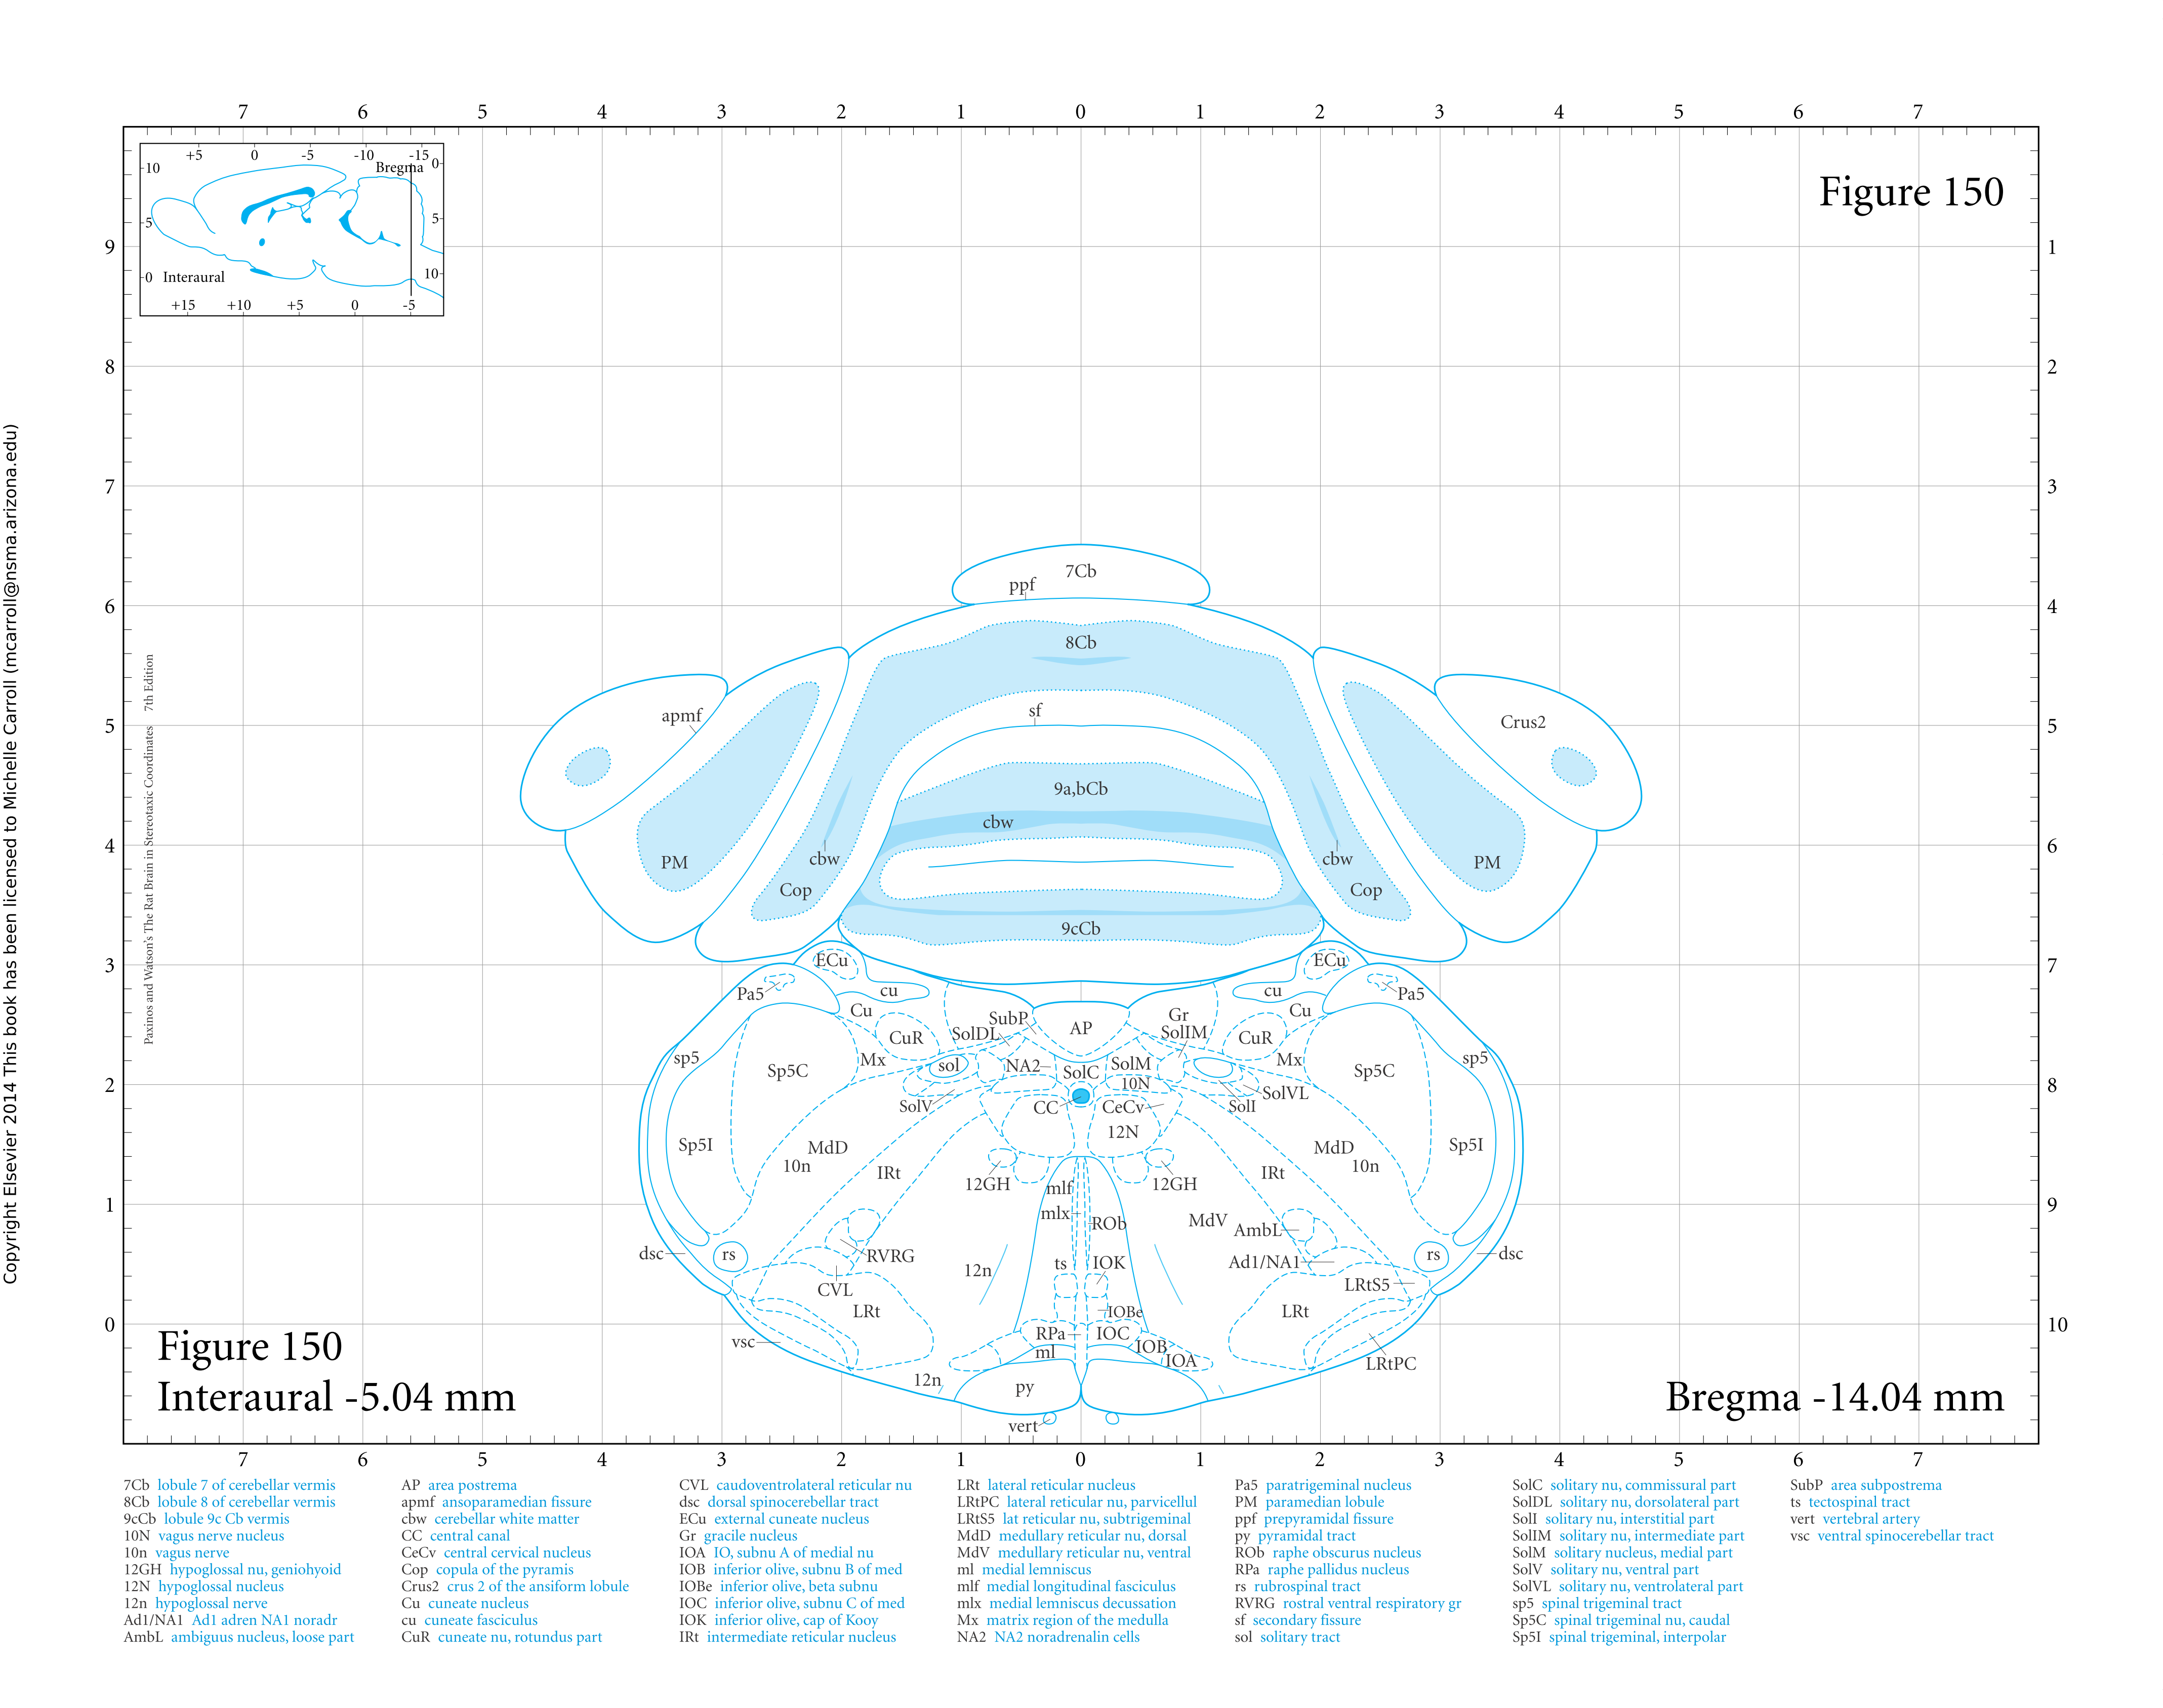 7 6 5 4 3 2 1 0 1 2 3 4 5 6 7
+5 0 -5 -10 -15
Bregma
10 0
5 5
0 Interaural 10
+15 +10 +5 0 -5
Figure 150
9 1
8 2
7 3
6 4
5 5
4 6
3 7
2 8
1 9
0 10
Copyright Elsevier 2014 This book has been licensed to Michelle Carroll (mcarroll@nsma.arizona.edu)
Paxinos and Watson's The Rat Brain in Stereotaxic Coordinates 7th Edition
7Cb
ppf
8Cb
apmf sf Crus2
9a,bCb
cbw
PM cbw cbw PM
Cop Cop
9cCb
ECu ECu
Pa5 cu cu Pa5
Cu SubP Gr Cu
CuR SolDL AP SolIM CuR
sp5 Mx Mx sp5
Sp5C sol NA2 SolC SolM Sp5C
10N
SolV CC CeCv SolI SolVL
12N
Sp5I MdD MdD Sp5I
10n IRt IRt 10n
12GH mlf 12GH
mlx ROb MdV AmbL
dsc rs RVRG rs dsc
12n ts IOK Ad1/NA1
CVL LRtS5
LRt IOBe LRt
vsc RPa IOC
ml IOB
IOA LRtPC
12n py
vert
Figure 150
Interaural -5.04 mm
Bregma -14.04 mm
7 6 5 4 3 2 1 0 1 2 3 4 5 6 7
7Cb lobule 7 of cerebellar vermis
8Cb lobule 8 of cerebellar vermis
9cCb lobule 9c Cb vermis
10N vagus nerve nucleus
10n vagus nerve
12GH hypoglossal nu, geniohyoid
12N hypoglossal nucleus
12n hypoglossal nerve
Ad1/NA1 Ad1 adren NA1 noradr
AmbL ambiguus nucleus, loose part
AP area postrema
apmf ansoparamedian fissure
cbw cerebellar white matter
CC central canal
CeCv central cervical nucleus
Cop copula of the pyramis
Crus2 crus 2 of the ansiform lobule
Cu cuneate nucleus
cu cuneate fasciculus
CuR cuneate nu, rotundus part
CVL caudoventrolateral reticular nu
dsc dorsal spinocerebellar tract
ECu external cuneate nucleus
Gr gracile nucleus
IOA IO, subnu A of medial nu
IOB inferior olive, subnu B of med
IOBe inferior olive, beta subnu
IOC inferior olive, subnu C of med
IOK inferior olive, cap of Kooy
IRt intermediate reticular nucleus
LRt lateral reticular nucleus
LRtPC lateral reticular nu, parvicellul
LRtS5 lat reticular nu, subtrigeminal
MdD medullary reticular nu, dorsal
MdV medullary reticular nu, ventral
ml medial lemniscus
mlf medial longitudinal fasciculus
mlx medial lemniscus decussation
Mx matrix region of the medulla
NA2 NA2 noradrenalin cells
Pa5 paratrigeminal nucleus
PM paramedian lobule
ppf prepyramidal fissure
py pyramidal tract
ROb raphe obscurus nucleus
RPa raphe pallidus nucleus
rs rubrospinal tract
RVRG rostral ventral respiratory gr
sf secondary fissure
sol solitary tract
SolC solitary nu, commissural part
SolDL solitary nu, dorsolateral part
SolI solitary nu, interstitial part
SolIM solitary nu, intermediate part
SolM solitary nucleus, medial part
SolV solitary nu, ventral part
SolVL solitary nu, ventrolateral part
sp5 spinal trigeminal tract
Sp5C spinal trigeminal nu, caudal
Sp5I spinal trigeminal, interpolar
SubP area subpostrema
ts tectospinal tract
vert vertebral artery
vsc ventral spinocerebellar tract